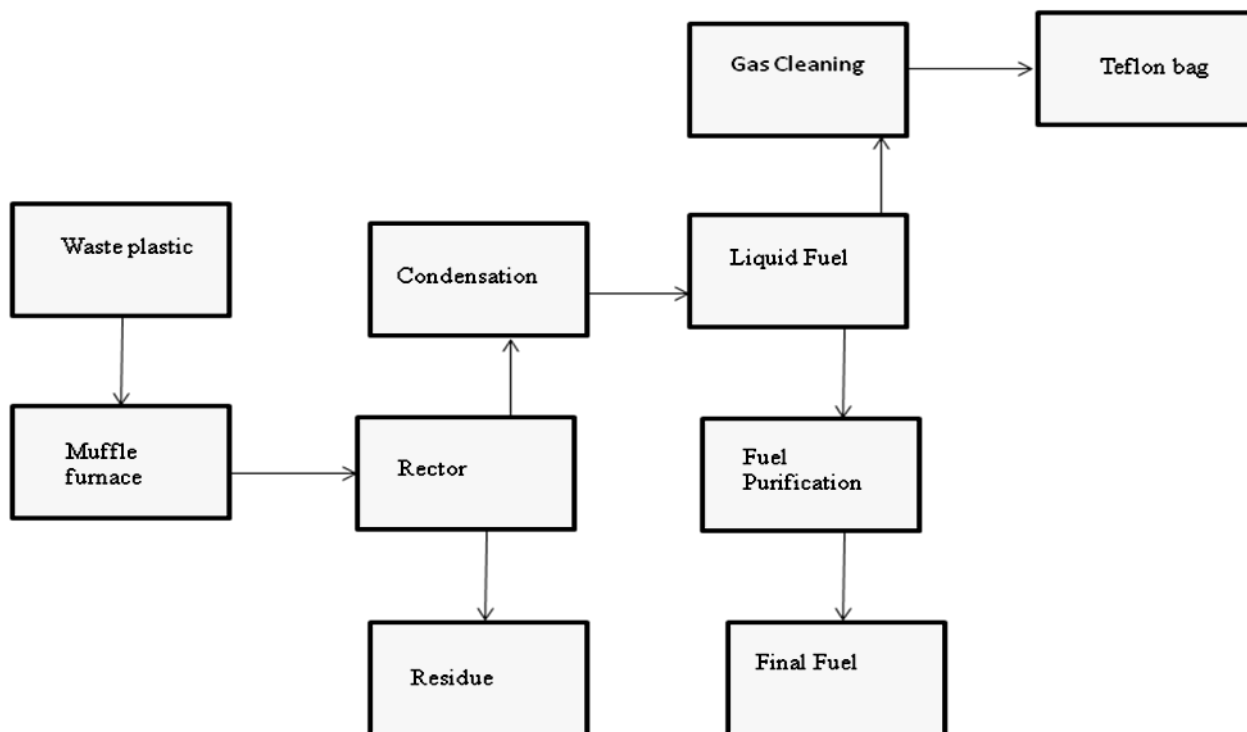 Gas Cleaning
Teflon bag
Waste plastic
Condensation
Liquid Fuel
Muffle
furnace
Rector
Fuel
Purification
Residue
Final Fuel